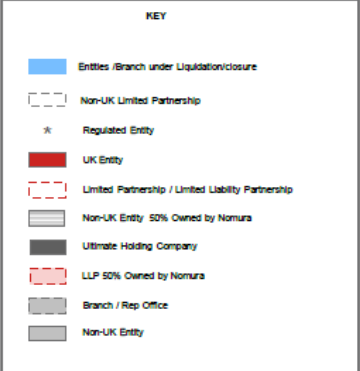 KEY
Entities /Branch under Liquidation/closure
Non-UK Limited Partnership
* Regulated Entity
UK Entity
Limited Partnership / Limited Liability Partnership
Non-UK Entity 50% Owned by Nomura
Ultimate Holding Company
LLP 50% Owned by Nomura
Branch / Rep Office
Non-UK Entity